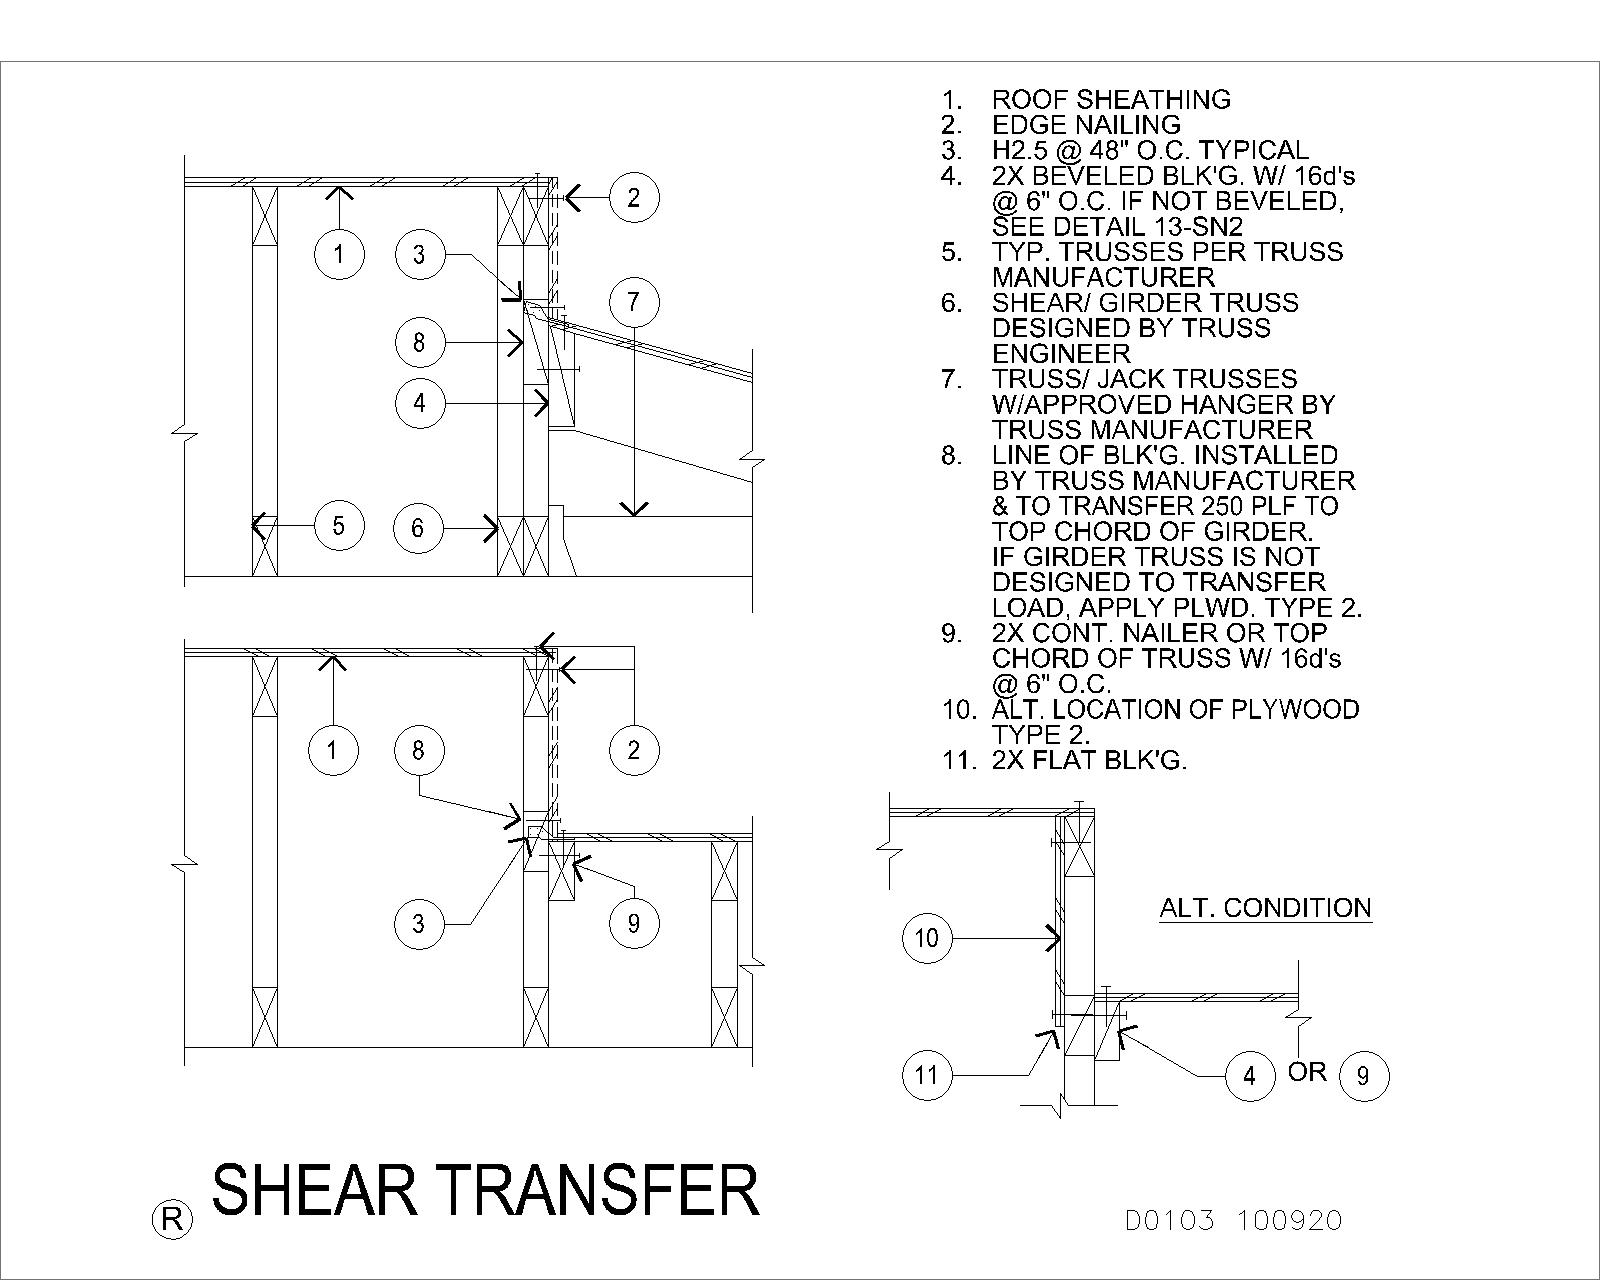 1. ROOF SHEATHING
2. EDGE NAILING
3. H2.5 @ 48" O.C. TYPICAL
4. 2X BEVELED BLK'G. W/ 16d's
@ 6" O.C. IF NOT BEVELED,
SEE DETAIL 13-SN2
5. TYP. TRUSSES PER TRUSS
MANUFACTURER
6. SHEAR/ GIRDER TRUSS
DESIGNED BY TRUSS
ENGINEER
7. TRUSS/ JACK TRUSSES
W/APPROVED HANGER BY
TRUSS MANUFACTURER
8. LINE OF BLK'G. INSTALLED
BY TRUSS MANUFACTURER
& TO TRANSFER 250 PLF TO
TOP CHORD OF GIRDER.
IF GIRDER TRUSS IS NOT
DESIGNED TO TRANSFER
LOAD, APPLY PLWD. TYPE 2.
9. 2X CONT. NAILER OR TOP
CHORD OF TRUSS W/ 16d's
@ 6" O.C.
10. ALT. LOCATION OF PLYWOOD
TYPE 2.
11. 2X FLAT BLK'G.
2
1
3
7
8
4
5
6
1
8
2
3
9
ALT. CONDITION
10
11
4 OR 9
R SHEAR TRANSFER
D0103 100920